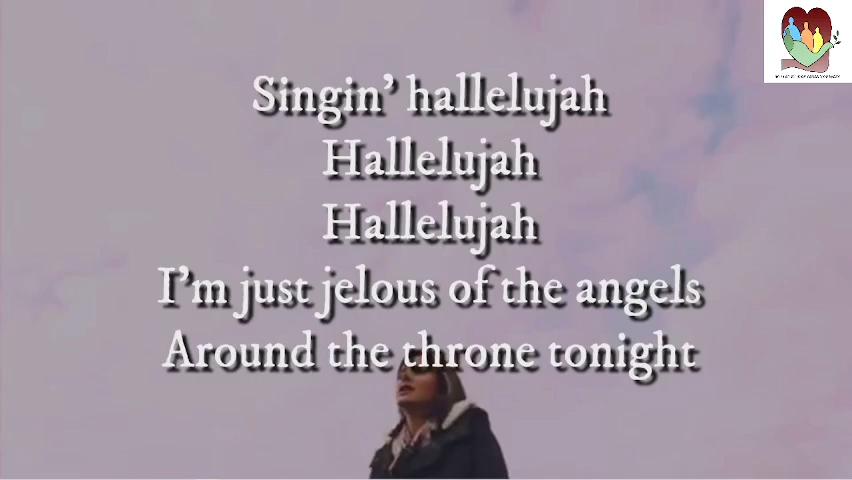 Singin’ hallelujah
Hallelujah
Hallelujah
I’m just jelous of the angels
Around the throne tonight